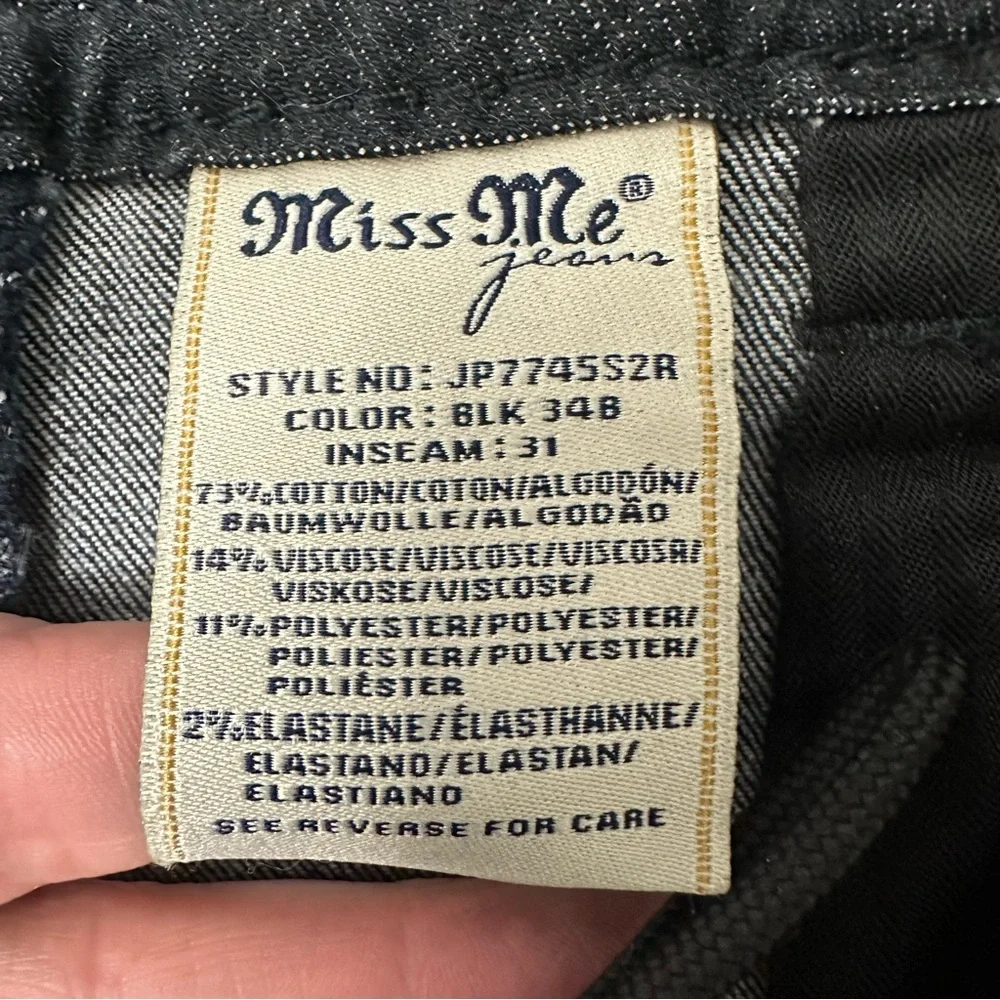 Miss Me®
jeans
STYLE NO: JP7745S2R
COLOR: BLK 348
INSEAM: 31
73%COTTON/COTON/ALGODÓN/
BAUMWOLLE/ALGODÃO
14%VISCOSE/VISCOSE/VISCOSA/
VISKOSE/VISCOSE/
11%POLYESTER/POLYESTER/
POLIESTER/POLYESTER/
POLIÉSTER
2%ELASTANE/ÉLASTHANNE/
ELASTANO/ELASTAN/
ELASTIANO
SEE REVERSE FOR CARE